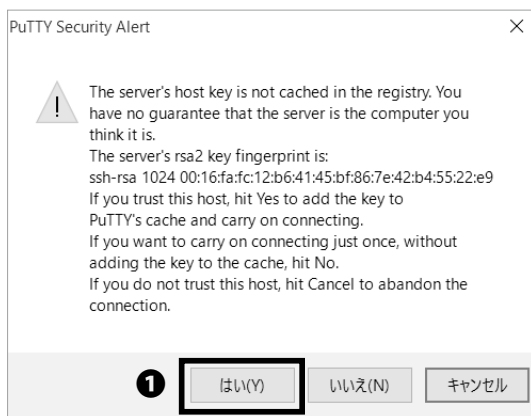 PuTTY Security Alert
The server's host key is not cached in the registry. You
have no guarantee that the server is the computer you
think it is.
The server's rsa2 key fingerprint is:
ssh-rsa 1024 00:16:fa:fc:12:b6:41:45:bf:86:7e:42:b4:55:22:e9
If you trust this host, hit Yes to add the key to
PuTTY's cache and carry on connecting.
If you want to carry on connecting just once, without
adding the key to the cache, hit No.
If you do not trust this host, hit Cancel to abandon the
connection.
❶ はい(Y) いいえ(N) キャンセル